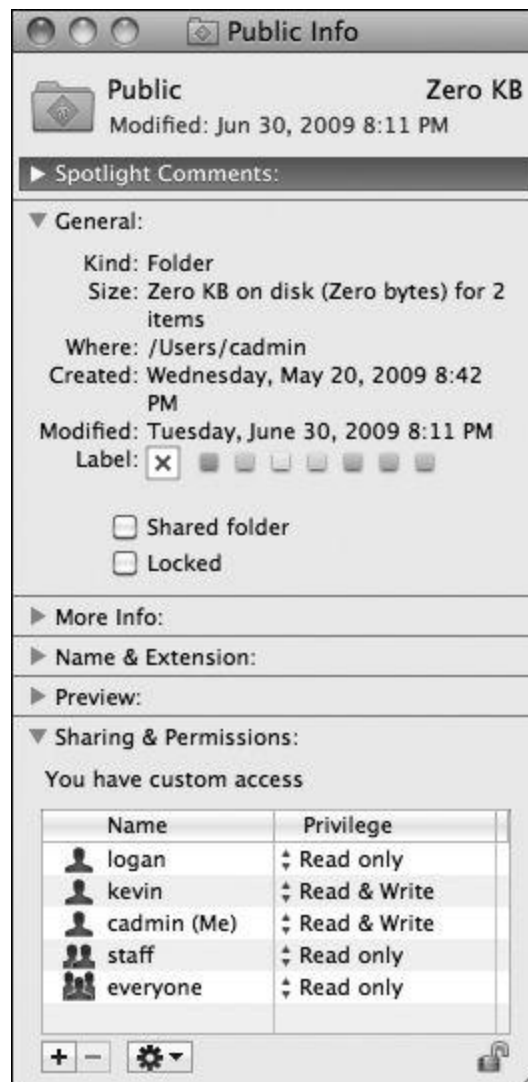 Public Info
Public Zero KB
Modified: Jun 30, 2009 8:11 PM
Spotlight Comments:
General:
Kind: Folder
Size: Zero KB on disk (Zero bytes) for 2
items
Where: /Users/cadmin
Created: Wednesday, May 20, 2009 8:42
PM
Modified: Tuesday, June 30, 2009 8:11 PM
Label:
Shared folder
Locked
More Info:
Name & Extension:
Preview:
Sharing & Permissions:
You have custom access
Name Privilege
logan Read only
kevin Read & Write
cadmin (Me) Read & Write
staff Read only
everyone Read only